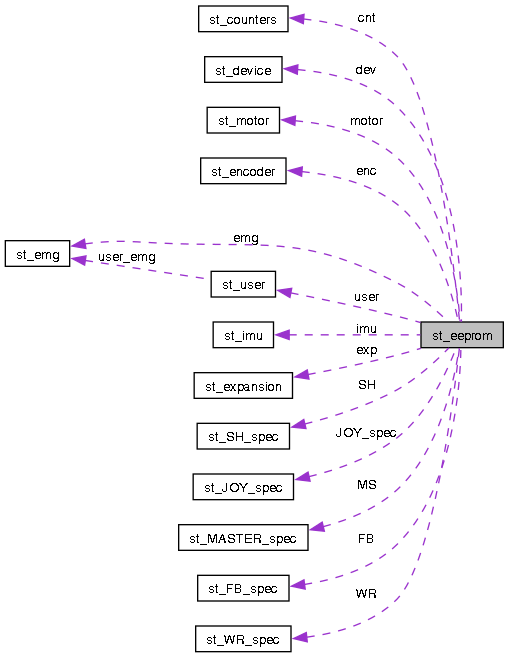 st_counters
cnt
st_device
dev
st_motor
motor
st_encoder
enc
emg
st_emg
user_emg
st_user
user
st_imu
imu
st_eeprom
exp
st_expansion
SH
st_SH_spec
JOY_spec
st_JOY_spec
MS
st_MASTER_spec
FB
st_FB_spec
WR
st_WR_spec